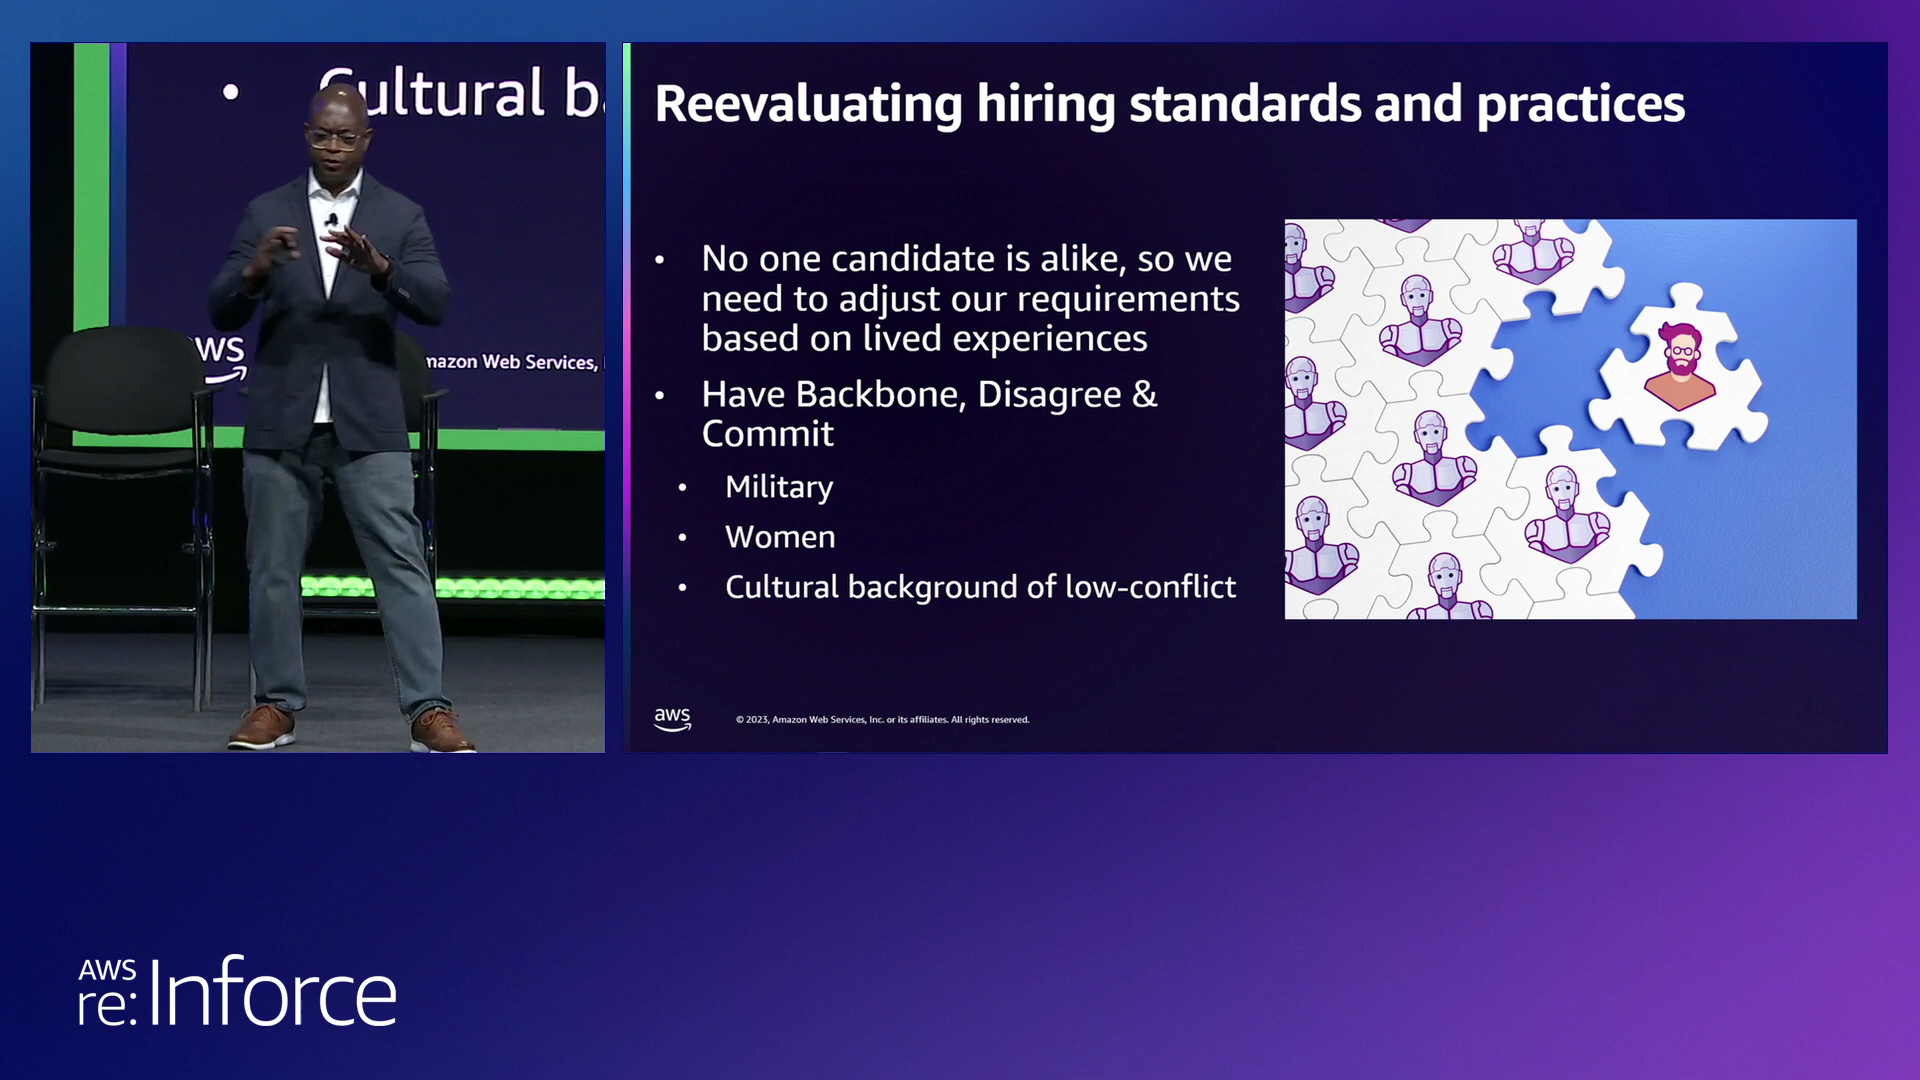 Cultural b
WS
mazon Web Services,
Reevaluating hiring standards and practices
• No one candidate is alike, so we
need to adjust our requirements
based on lived experiences
• Have Backbone, Disagree &
Commit
• Military
• Women
• Cultural background of low-conflict
aws
© 2023, Amazon Web Services, Inc. or its affiliates. All rights reserved.
AWS
re:Inforce